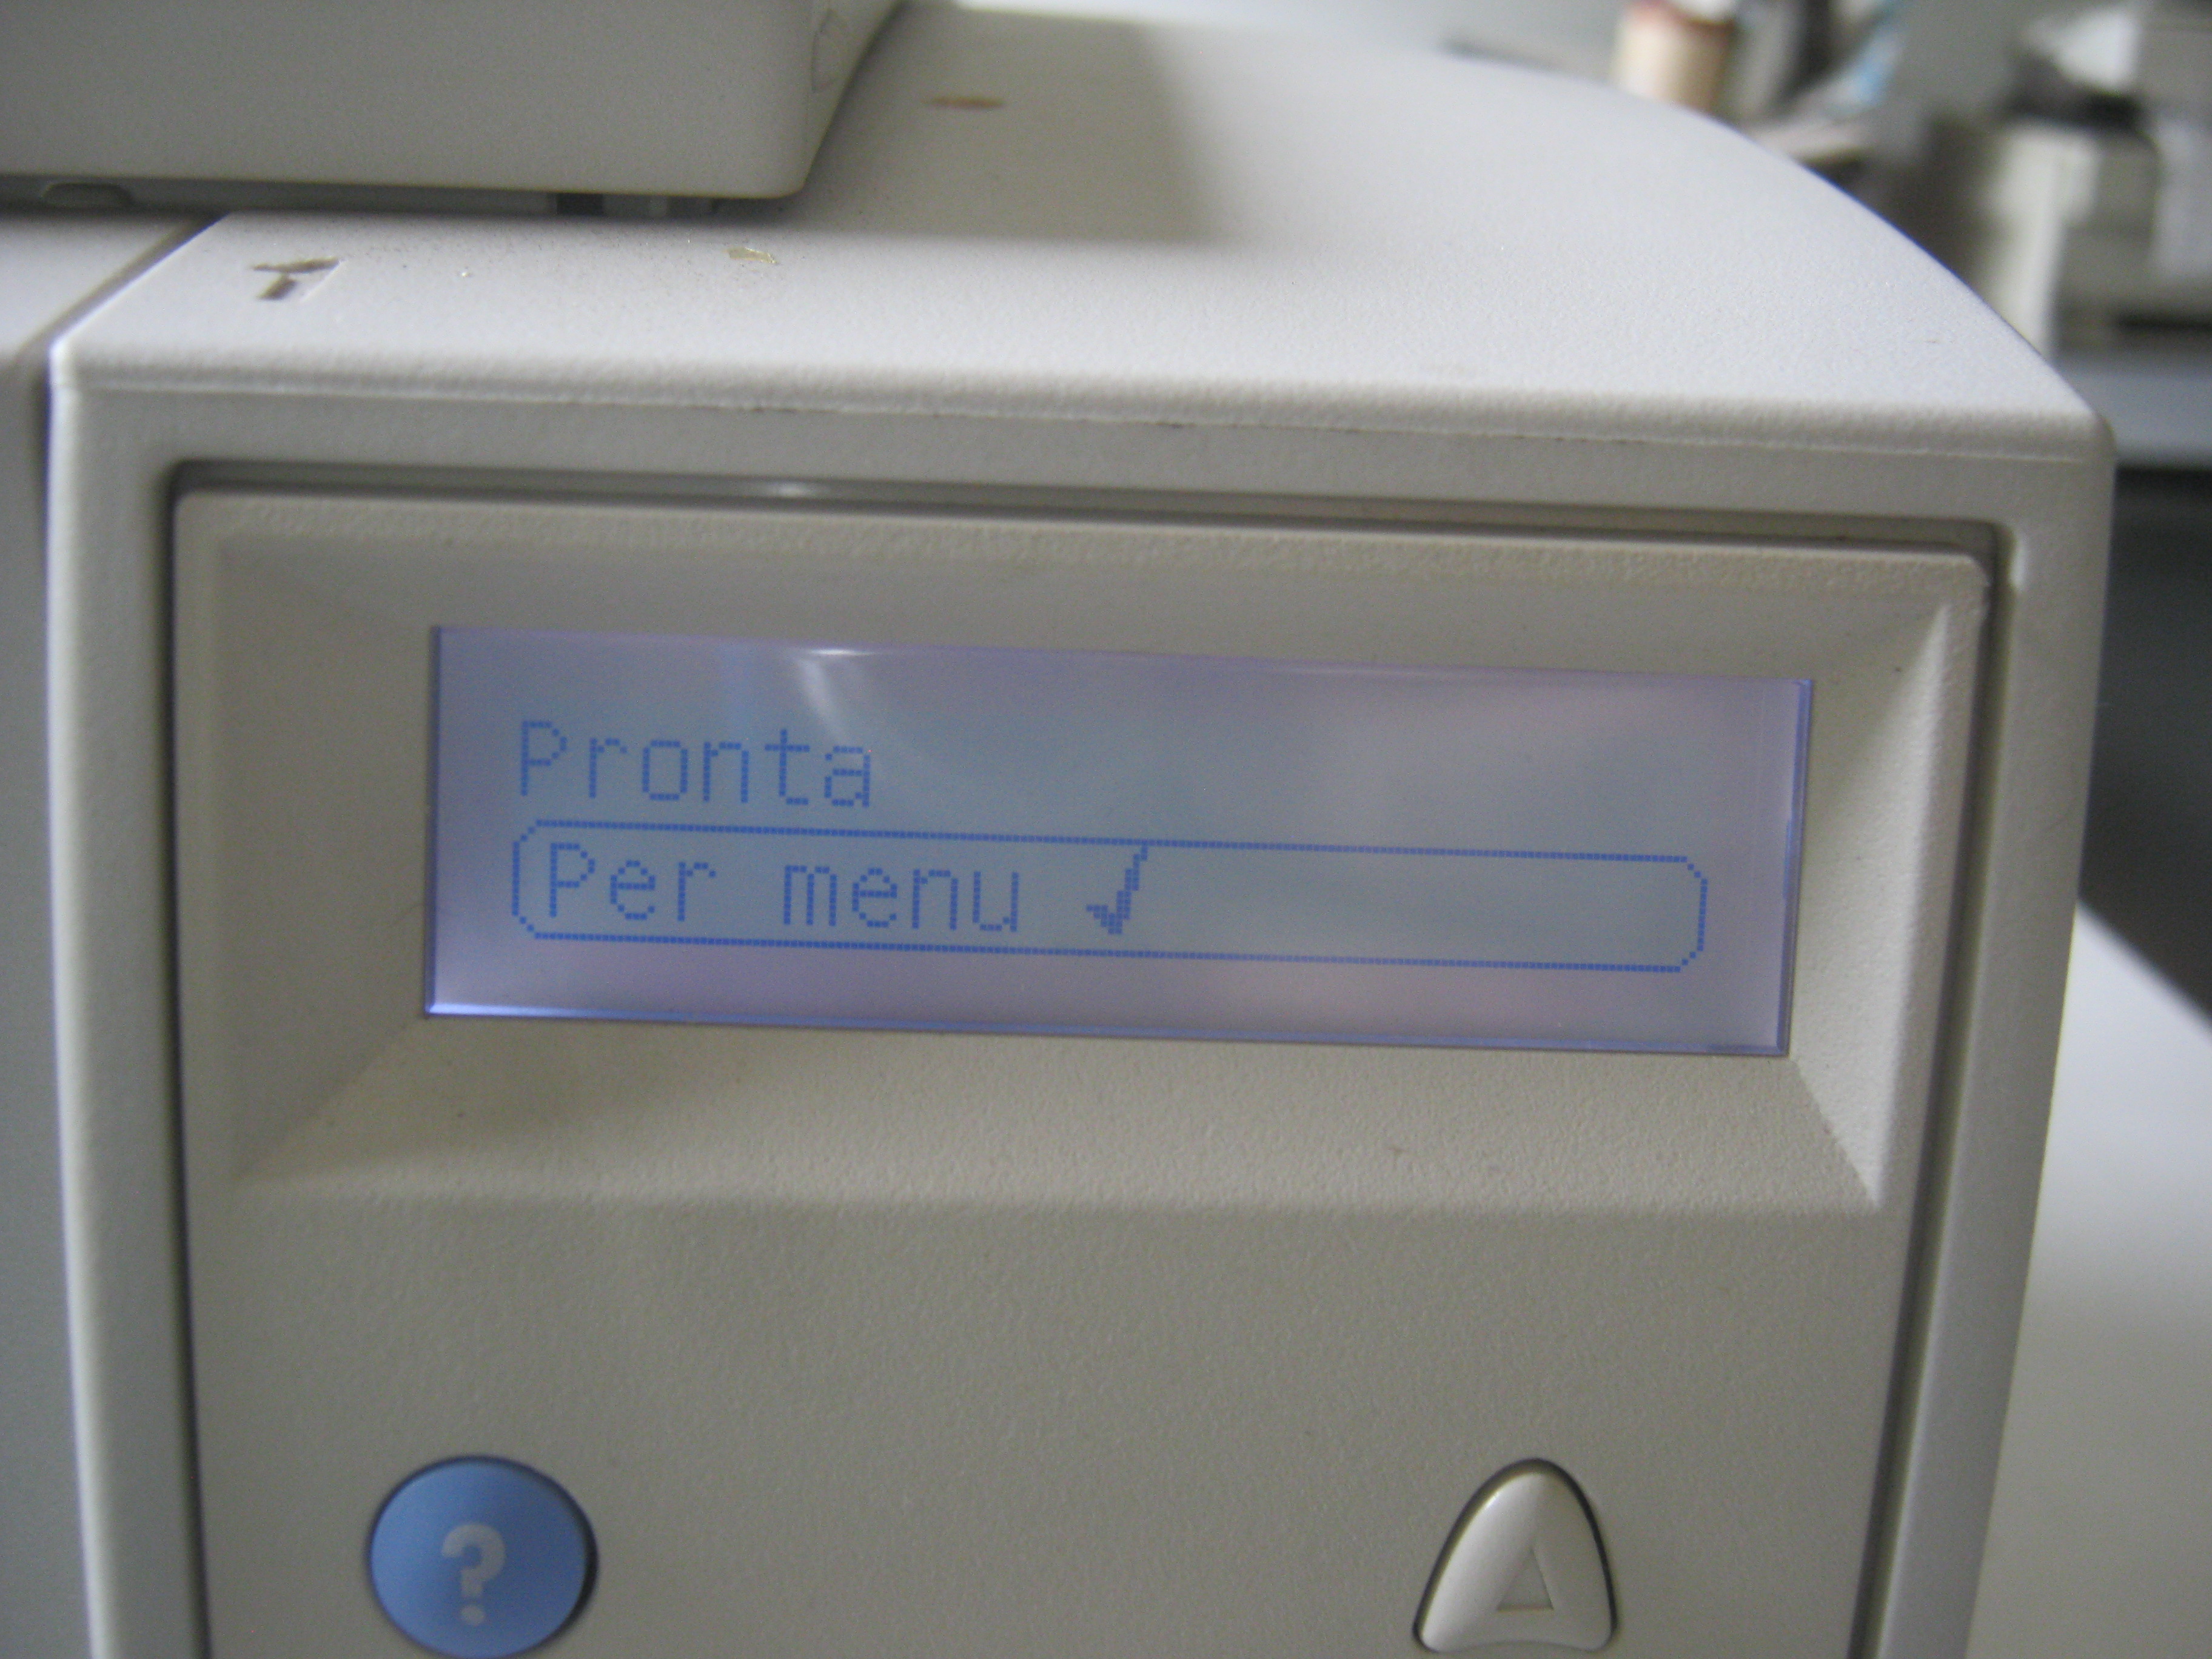 Pronta
Per menu ✓
?